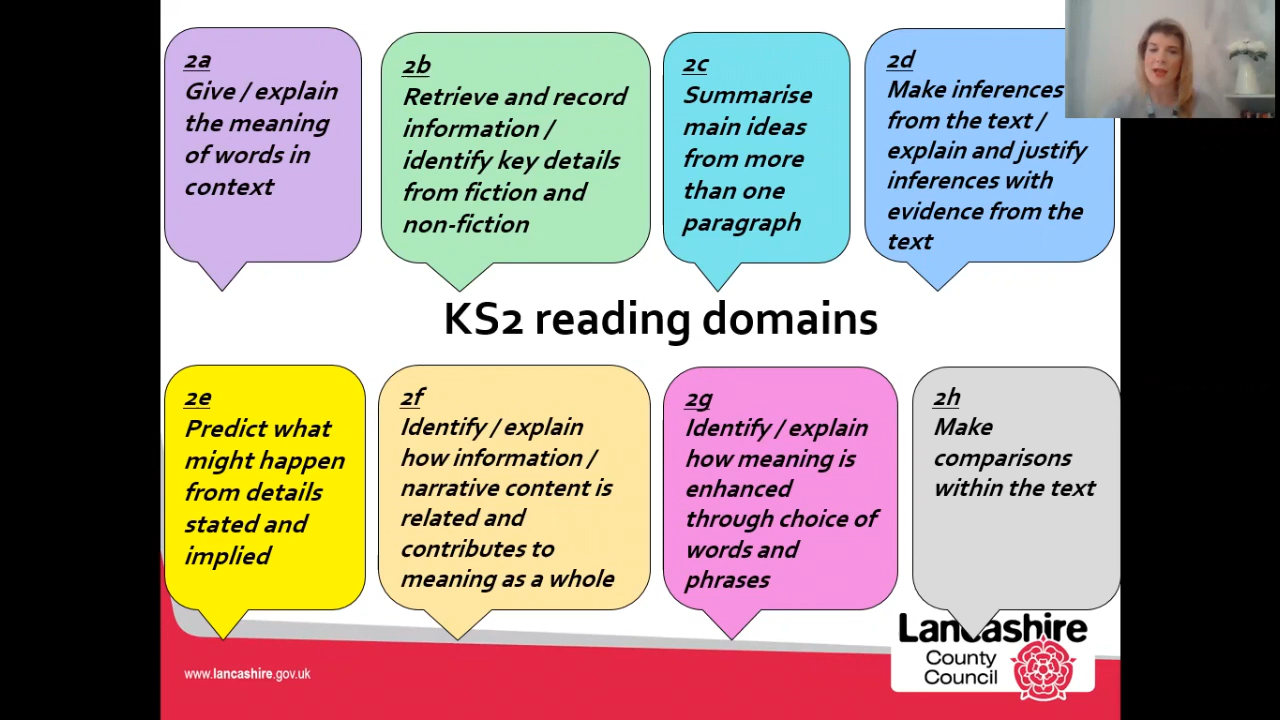 2a
Give / explain
the meaning
of words in
context
2b
Retrieve and record
information /
identify key details
from fiction and
non-fiction
2c
Summarise
main ideas
from more
than one
paragraph
2d
Make inferences
from the text /
explain and justify
inferences with
evidence from the
text
KS2 reading domains
2e
Predict what
might happen
from details
stated and
implied
2f
Identify / explain
how information /
narrative content is
related and
contributes to
meaning as a whole
2g
Identify / explain
how meaning is
enhanced
through choice of
words and
phrases
2h
Make
comparisons
within the text
www.lancashire.gov.uk
Lancashire
County
Council